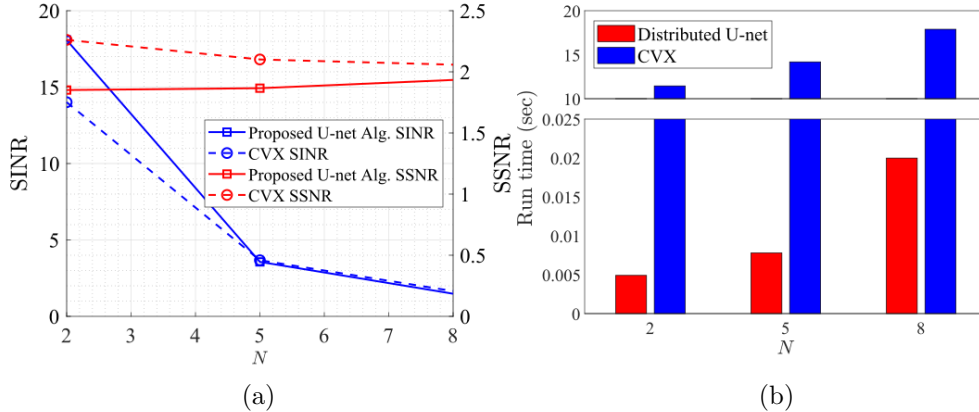 20
15
10
5
0
SINR
2
3
4
5
6
7
8
N
2.5
2
1.5
1
0.5
0
SSNR
Proposed U-net Alg. SINR
CVX SINR
Proposed U-net Alg. SSNR
CVX SSNR
(a)
20
15
10
Distributed U-net
CVX
0.025
0.02
0.015
0.01
0.005
0
Run time (sec)
2
5
8
N
(b)